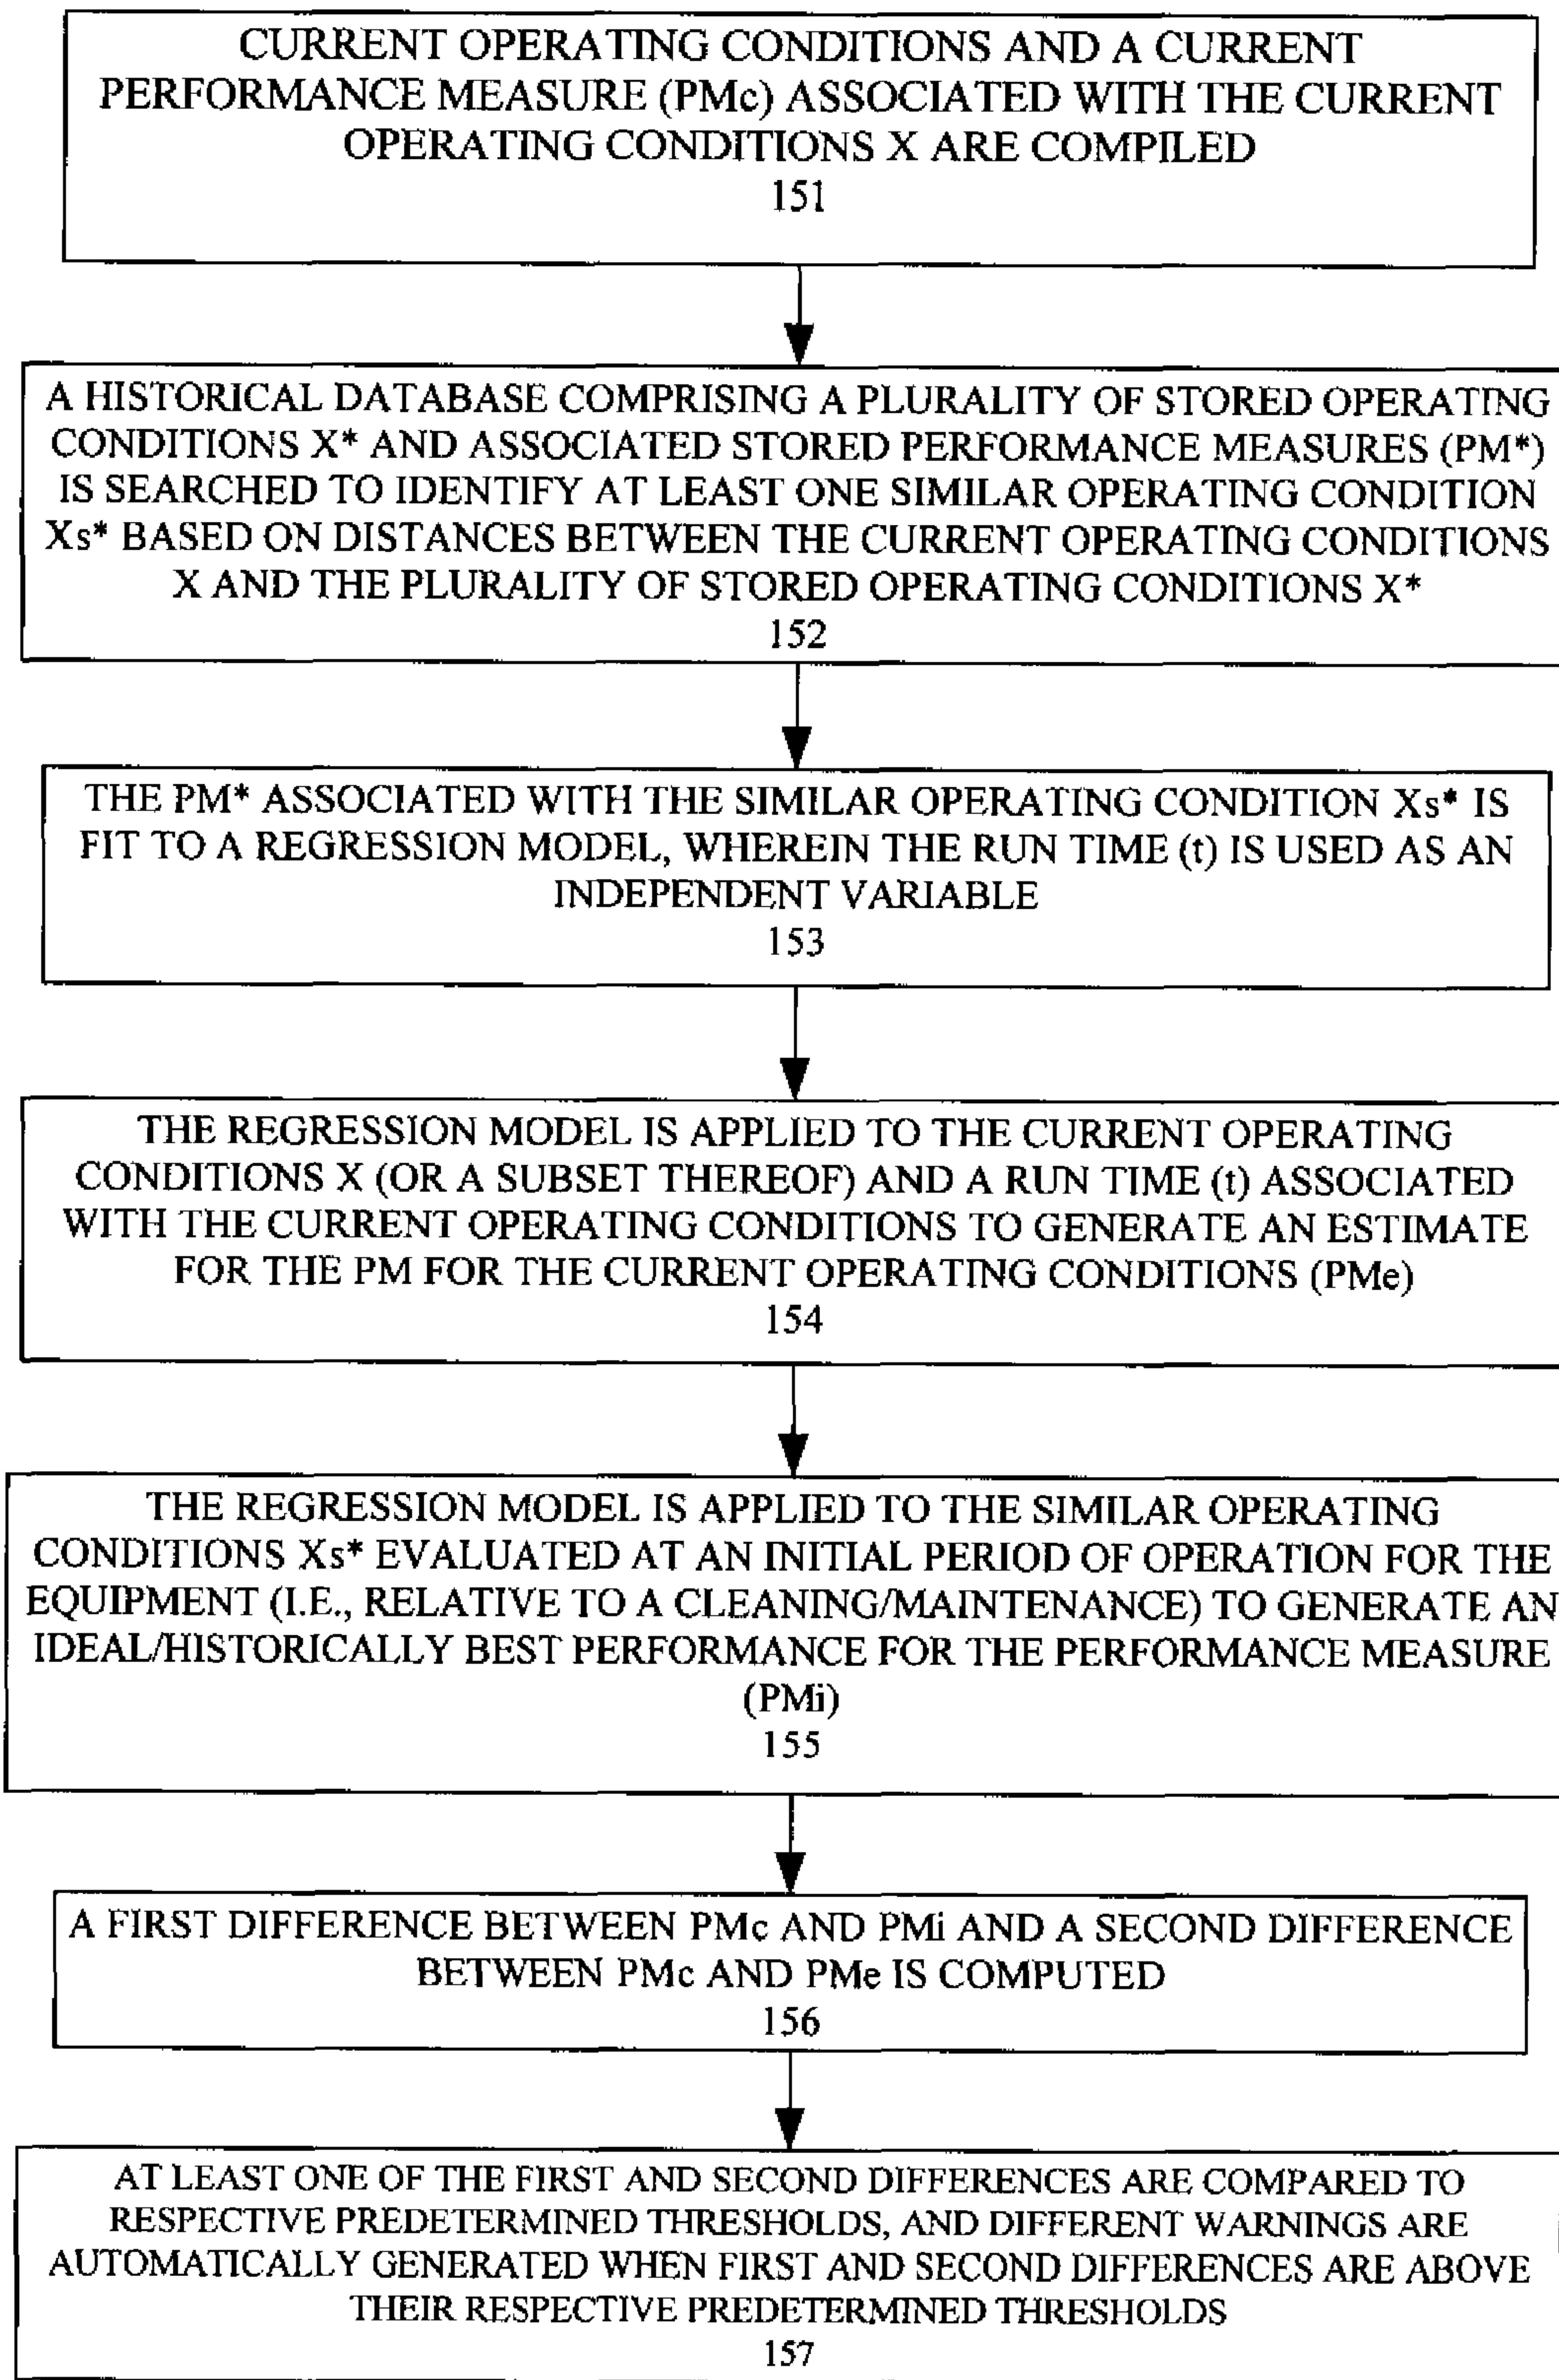 CURRENT OPERATING CONDITIONS AND A CURRENT
PERFORMANCE MEASURE (PMc) ASSOCIATED WITH THE CURRENT
OPERATING CONDITIONS X ARE COMPILED
151
A HISTORICAL DATABASE COMPRISING A PLURALITY OF STORED OPERATING
CONDITIONS X* AND ASSOCIATED STORED PERFORMANCE MEASURES (PM*)
IS SEARCHED TO IDENTIFY AT LEAST ONE SIMILAR OPERATING CONDITION
Xs* BASED ON DISTANCES BETWEEN THE CURRENT OPERATING CONDITIONS
X AND THE PLURALITY OF STORED OPERATING CONDITIONS X*
152
THE PM* ASSOCIATED WITH THE SIMILAR OPERATING CONDITION Xs* IS
FIT TO A REGRESSION MODEL, WHEREIN THE RUN TIME (t) IS USED AS AN
INDEPENDENT VARIABLE
153
THE REGRESSION MODEL IS APPLIED TO THE CURRENT OPERATING
CONDITIONS X (OR A SUBSET THEREOF) AND A RUN TIME (t) ASSOCIATED
WITH THE CURRENT OPERATING CONDITIONS TO GENERATE AN ESTIMATE
FOR THE PM FOR THE CURRENT OPERATING CONDITIONS (PMe)
154
THE REGRESSION MODEL IS APPLIED TO THE SIMILAR OPERATING
CONDITIONS Xs* EVALUATED AT AN INITIAL PERIOD OF OPERATION FOR THE
EQUIPMENT (I.E., RELATIVE TO A CLEANING/MAINTENANCE) TO GENERATE AN
IDEAL/HISTORICALLY BEST PERFORMANCE FOR THE PERFORMANCE MEASURE
(PMi)
155
A FIRST DIFFERENCE BETWEEN PMc AND PMi AND A SECOND DIFFERENCE
BETWEEN PMc AND PMe IS COMPUTED
156
AT LEAST ONE OF THE FIRST AND SECOND DIFFERENCES ARE COMPARED TO
RESPECTIVE PREDETERMINED THRESHOLDS, AND DIFFERENT WARNINGS ARE
AUTOMATICALLY GENERATED WHEN FIRST AND SECOND DIFFERENCES ARE ABOVE
THEIR RESPECTIVE PREDETERMINED THRESHOLDS
157